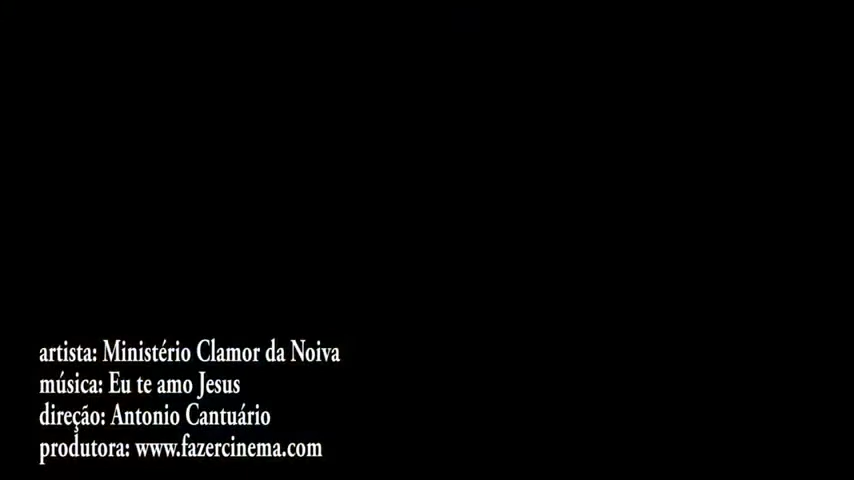 artista: Ministério Clamor da Noiva
música: Eu te amo Jesus
direção: Antonio Cantuário
produtora: www.fazercinema.com